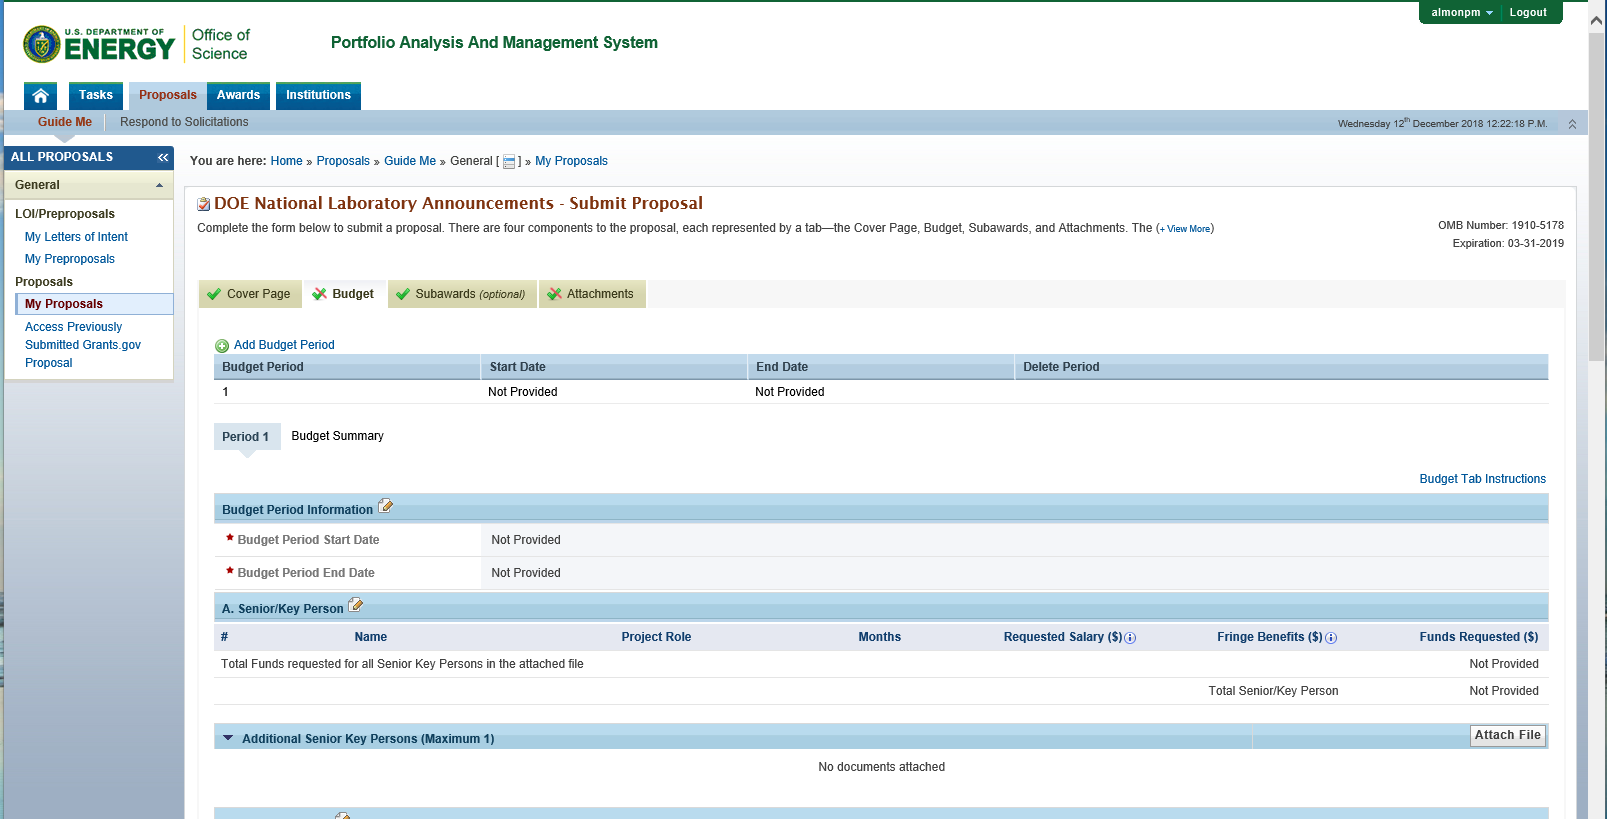 almonpm Logout
U.S. DEPARTMENT OF
ENERGY
Office of
Science
Portfolio Analysis And Management System
Tasks Proposals Awards Institutions
Guide Me Respond to Solicitations
Wednesday 12th December 2018 12:22:18 P.M.
ALL PROPOSALS «
General
LOI/Preproposals
My Letters of Intent
My Preproposals
Proposals
My Proposals
Access Previously
Submitted Grants.gov
Proposal
You are here: Home » Proposals » Guide Me » General [ ] » My Proposals
DOE National Laboratory Announcements - Submit Proposal
Complete the form below to submit a proposal. There are four components to the proposal, each represented by a tab—the Cover Page, Budget, Subawards, and Attachments. The (+ View More)
OMB Number: 1910-5178
Expiration: 03-31-2019
Cover Page Budget Subawards (optional) Attachments
Add Budget Period
Budget Period Start Date End Date Delete Period
1 Not Provided Not Provided
Period 1 Budget Summary
Budget Tab Instructions
Budget Period Information
* Budget Period Start Date Not Provided
* Budget Period End Date Not Provided
A. Senior/Key Person
# Name Project Role Months Requested Salary ($) Fringe Benefits ($) Funds Requested ($)
Total Funds requested for all Senior Key Persons in the attached file Not Provided
Total Senior/Key Person Not Provided
Additional Senior Key Persons (Maximum 1) Attach File
No documents attached